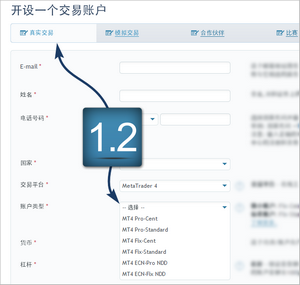 开设一个交易账户
真实交易 模拟交易 合作伙伴 比赛
E-mail *
姓名 *
电话号码 *
1.2
国家 *
交易平台 * MetaTrader 4
账户类型 * -- 选择 --
MT4 Pro-Cent
MT4 Pro-Standard
MT4 Fix-Cent
货币 * MT4 Fix-Standard
MT4 ECN-Pro NDD
杠杆 * MT4 ECN-Fix NDD